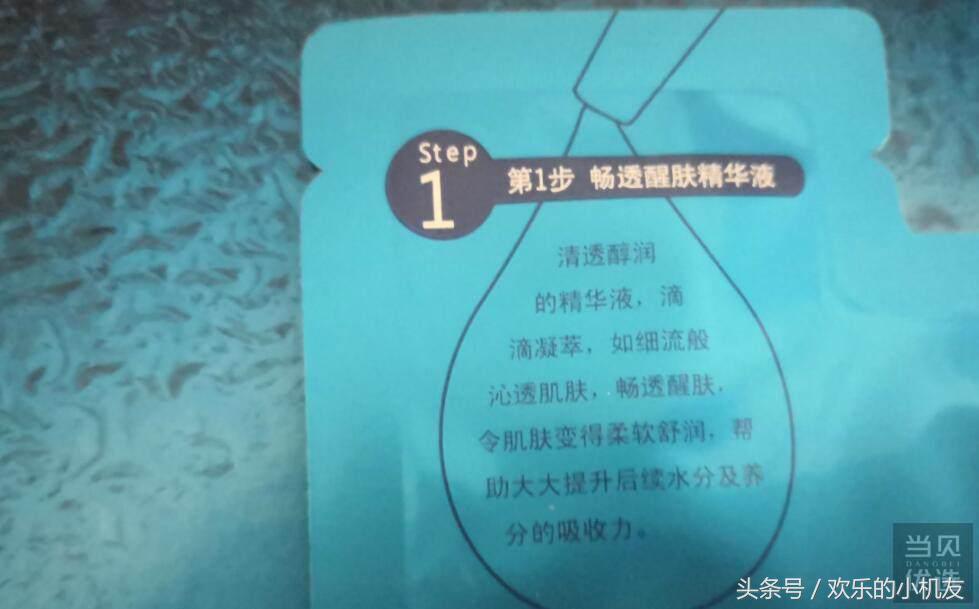 Step
1
第1步 畅透醒肤精华液
清透醇润
的精华液，滴
滴凝萃，如细流般
沁透肌肤，畅透醒肤，
令肌肤变得柔软舒润，帮
助大大提升后续水分及养
分的吸收力。
当贝
DANGBEI
优选
头条号 / 欢乐的小机友